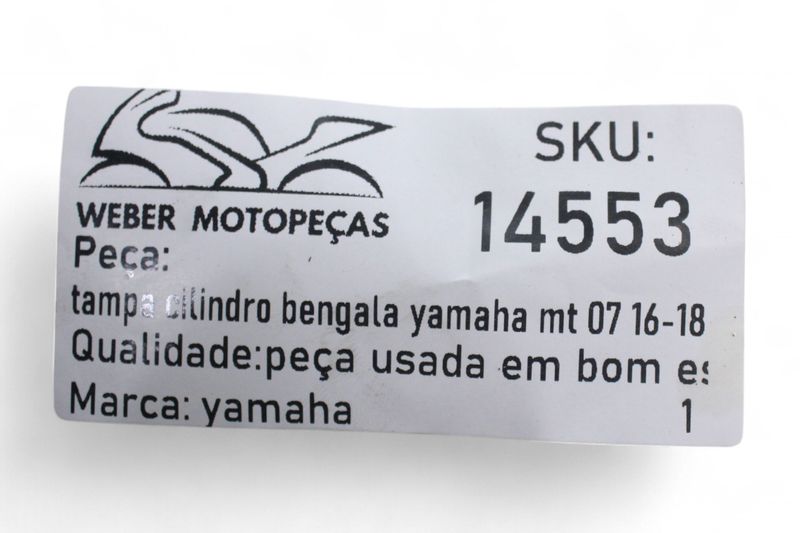 SKU:
14553
WEBER MOTOPEÇAS
Peça:
tampa cilindro bengala yamaha mt 07 16-18
Qualidade:peça usada em bom es
Marca: yamaha 1